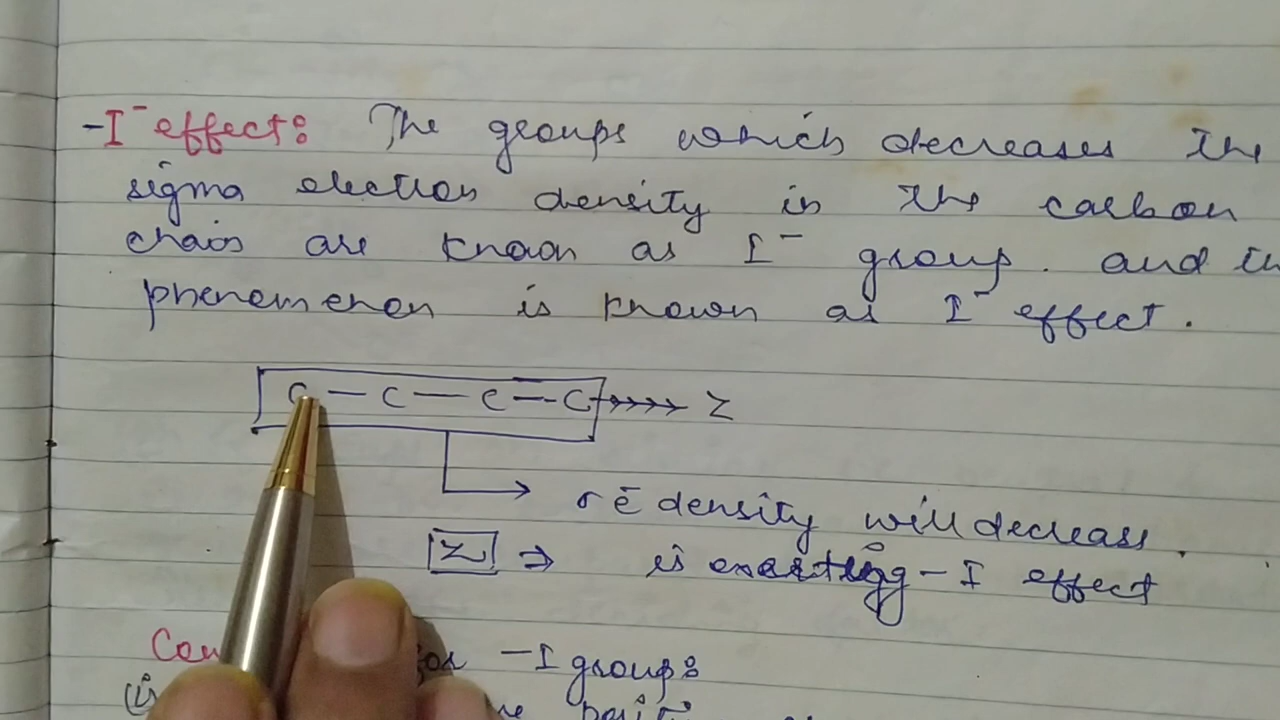 -I⁻ effect: The groups which decreases the
sigma electron density in the carbon
chain are known as I⁻ group. and
phenomenon is known as I⁻ effect.
C — C — C — C →→→→ Z
σ ē density will decrease.
Z ⇒ is exerting -I effect
for -I groups